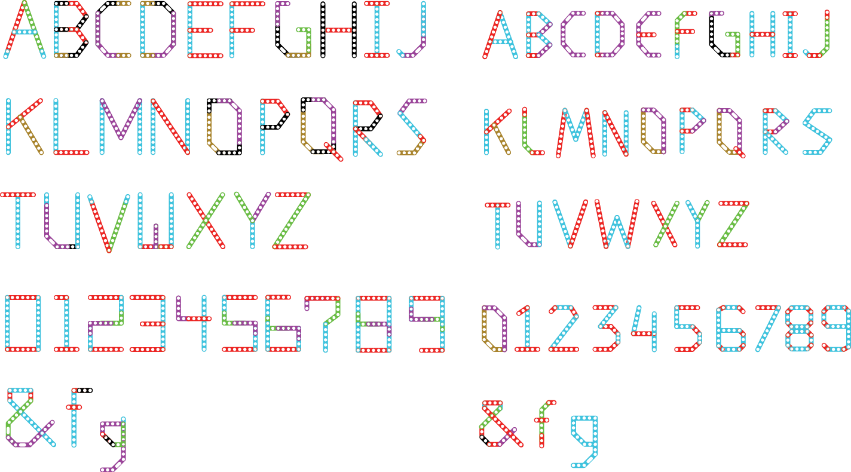 ABCDEFGHIJ ABCDEFGHIJ
KLMNOPQRS KLMNOPQRS
TUVWXYZ TUVWXYZ
0123456789 0123456789
&fg &fg